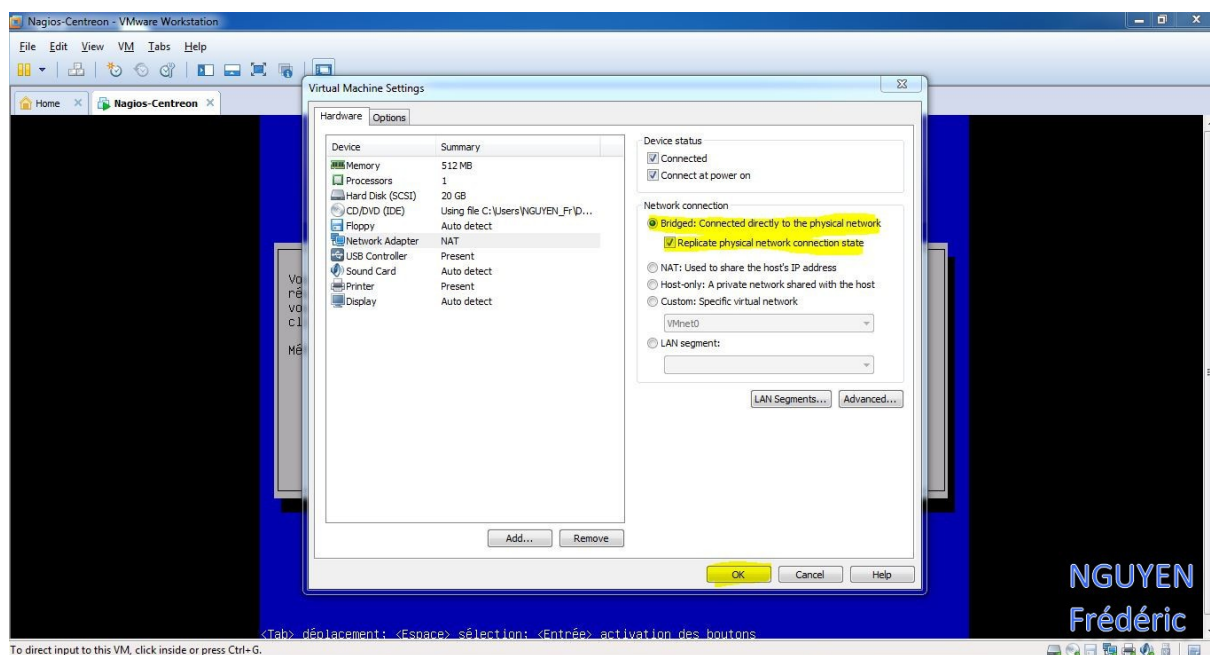 Nagios-Centreon - VMware Workstation
File Edit View VM Tabs Help
Home Nagios-Centreon
Virtual Machine Settings
Hardware Options
Device Summary
Memory 512 MB
Processors 1
Hard Disk (SCSI) 20 GB
CD/DVD (IDE) Using file C:\Users\NGUYEN_Fr\D...
Floppy Auto detect
Network Adapter NAT
USB Controller Present
Sound Card Auto detect
Printer Present
Display Auto detect
Add... Remove
Device status
Connected
Connect at power on
Network connection
Bridged: Connected directly to the physical network
Replicate physical network connection state
NAT: Used to share the host's IP address
Host-only: A private network shared with the host
Custom: Specific virtual network
VMnet0
LAN segment:
LAN Segments... Advanced...
OK Cancel Help
<Tab> déplacement; <Espace> sélection; <Entrée> activation des boutons
NGUYEN
Frédéric
To direct input to this VM, click inside or press Ctrl+G.